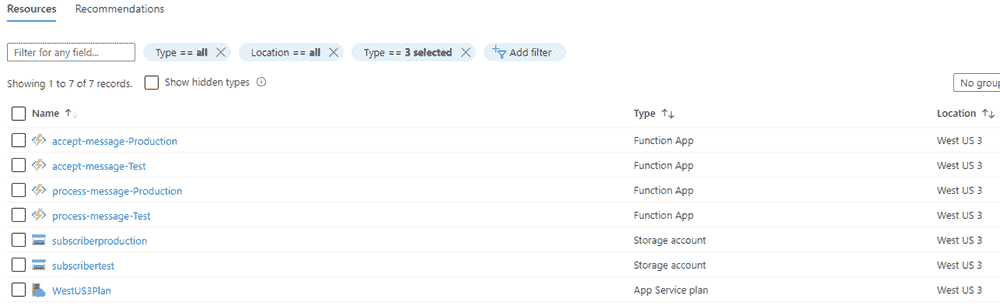 Resources Recommendations
Filter for any field... Type == all Location == all Type == 3 selected Add filter
Showing 1 to 7 of 7 records. Show hidden types No group
Name Type Location
accept-message-Production Function App West US 3
accept-message-Test Function App West US 3
process-message-Production Function App West US 3
process-message-Test Function App West US 3
subscriberproduction Storage account West US 3
subscribertest Storage account West US 3
WestUS3Plan App Service plan West US 3